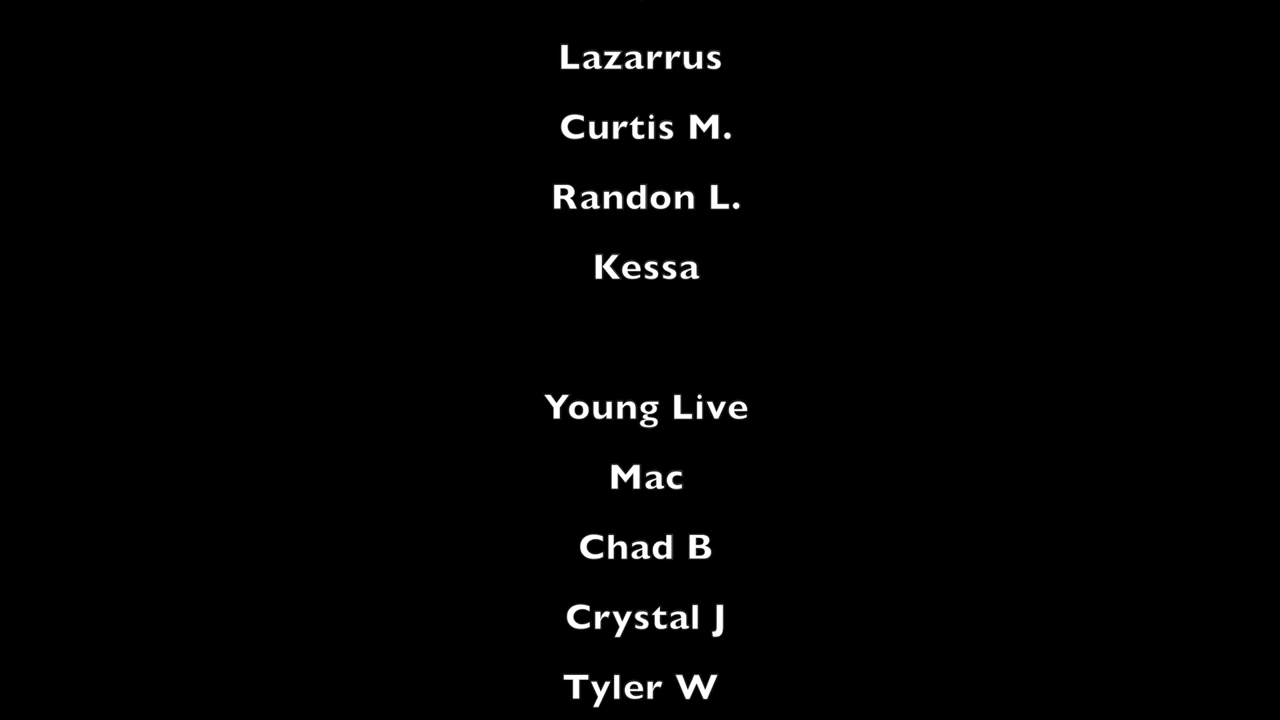 Lazarrus
Curtis M.
Randon L.
Kessa
Young Live
Mac
Chad B
Crystal J
Tyler W